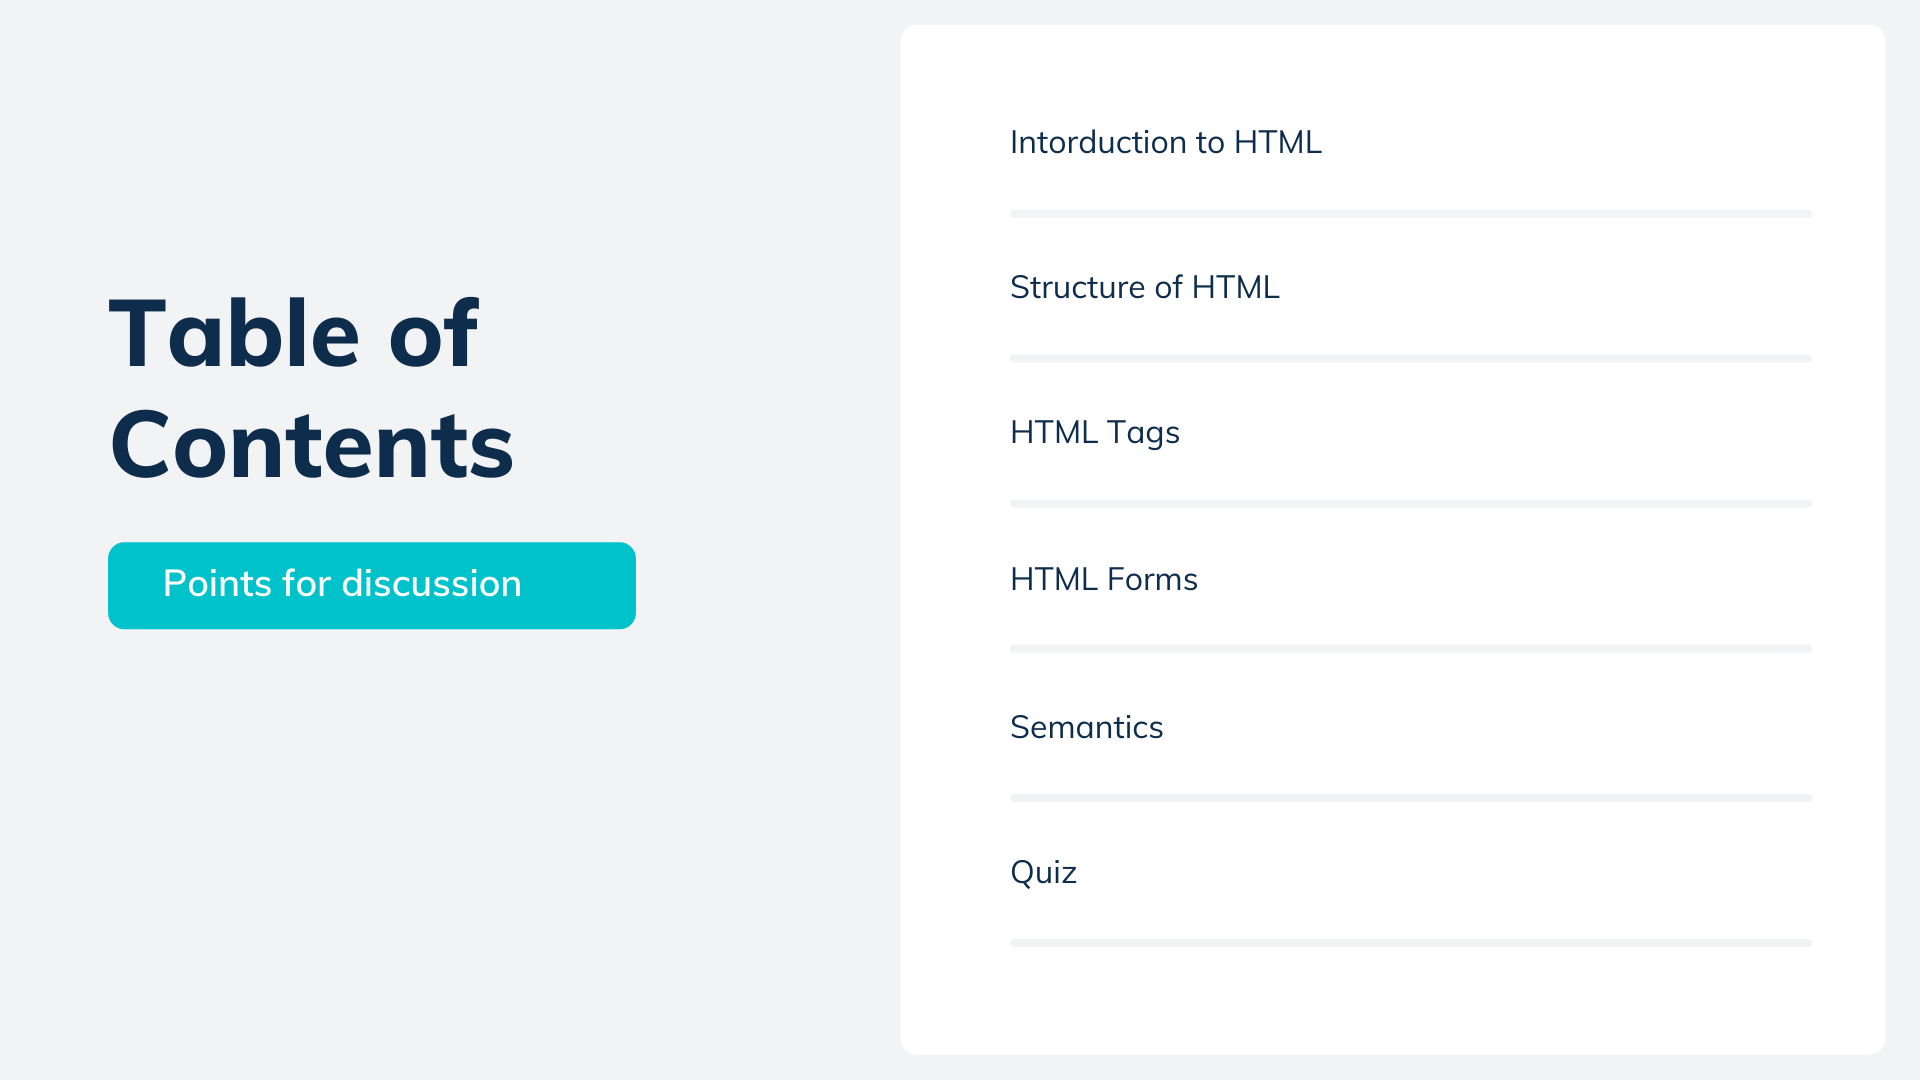 Table of
Contents
Points for discussion
Intorduction to HTML
Structure of HTML
HTML Tags
HTML Forms
Semantics
Quiz